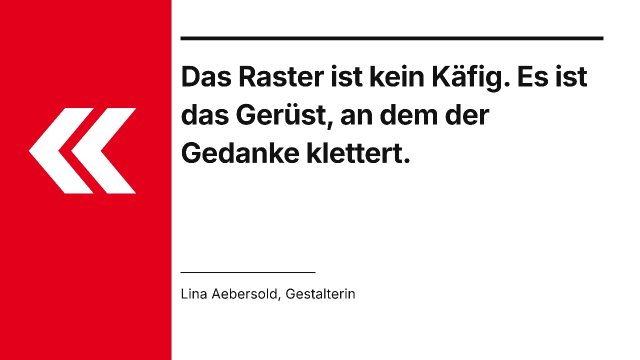 «
Das Raster ist kein Käfig. Es ist
das Gerüst, an dem der
Gedanke klettert.
Lina Aebersold, Gestalterin